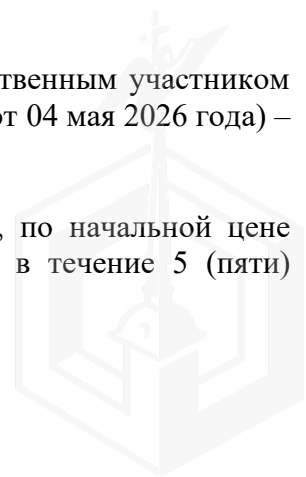 твенным участником
от 04 мая 2026 года) –
, по начальной цене
в течение 5 (пяти)